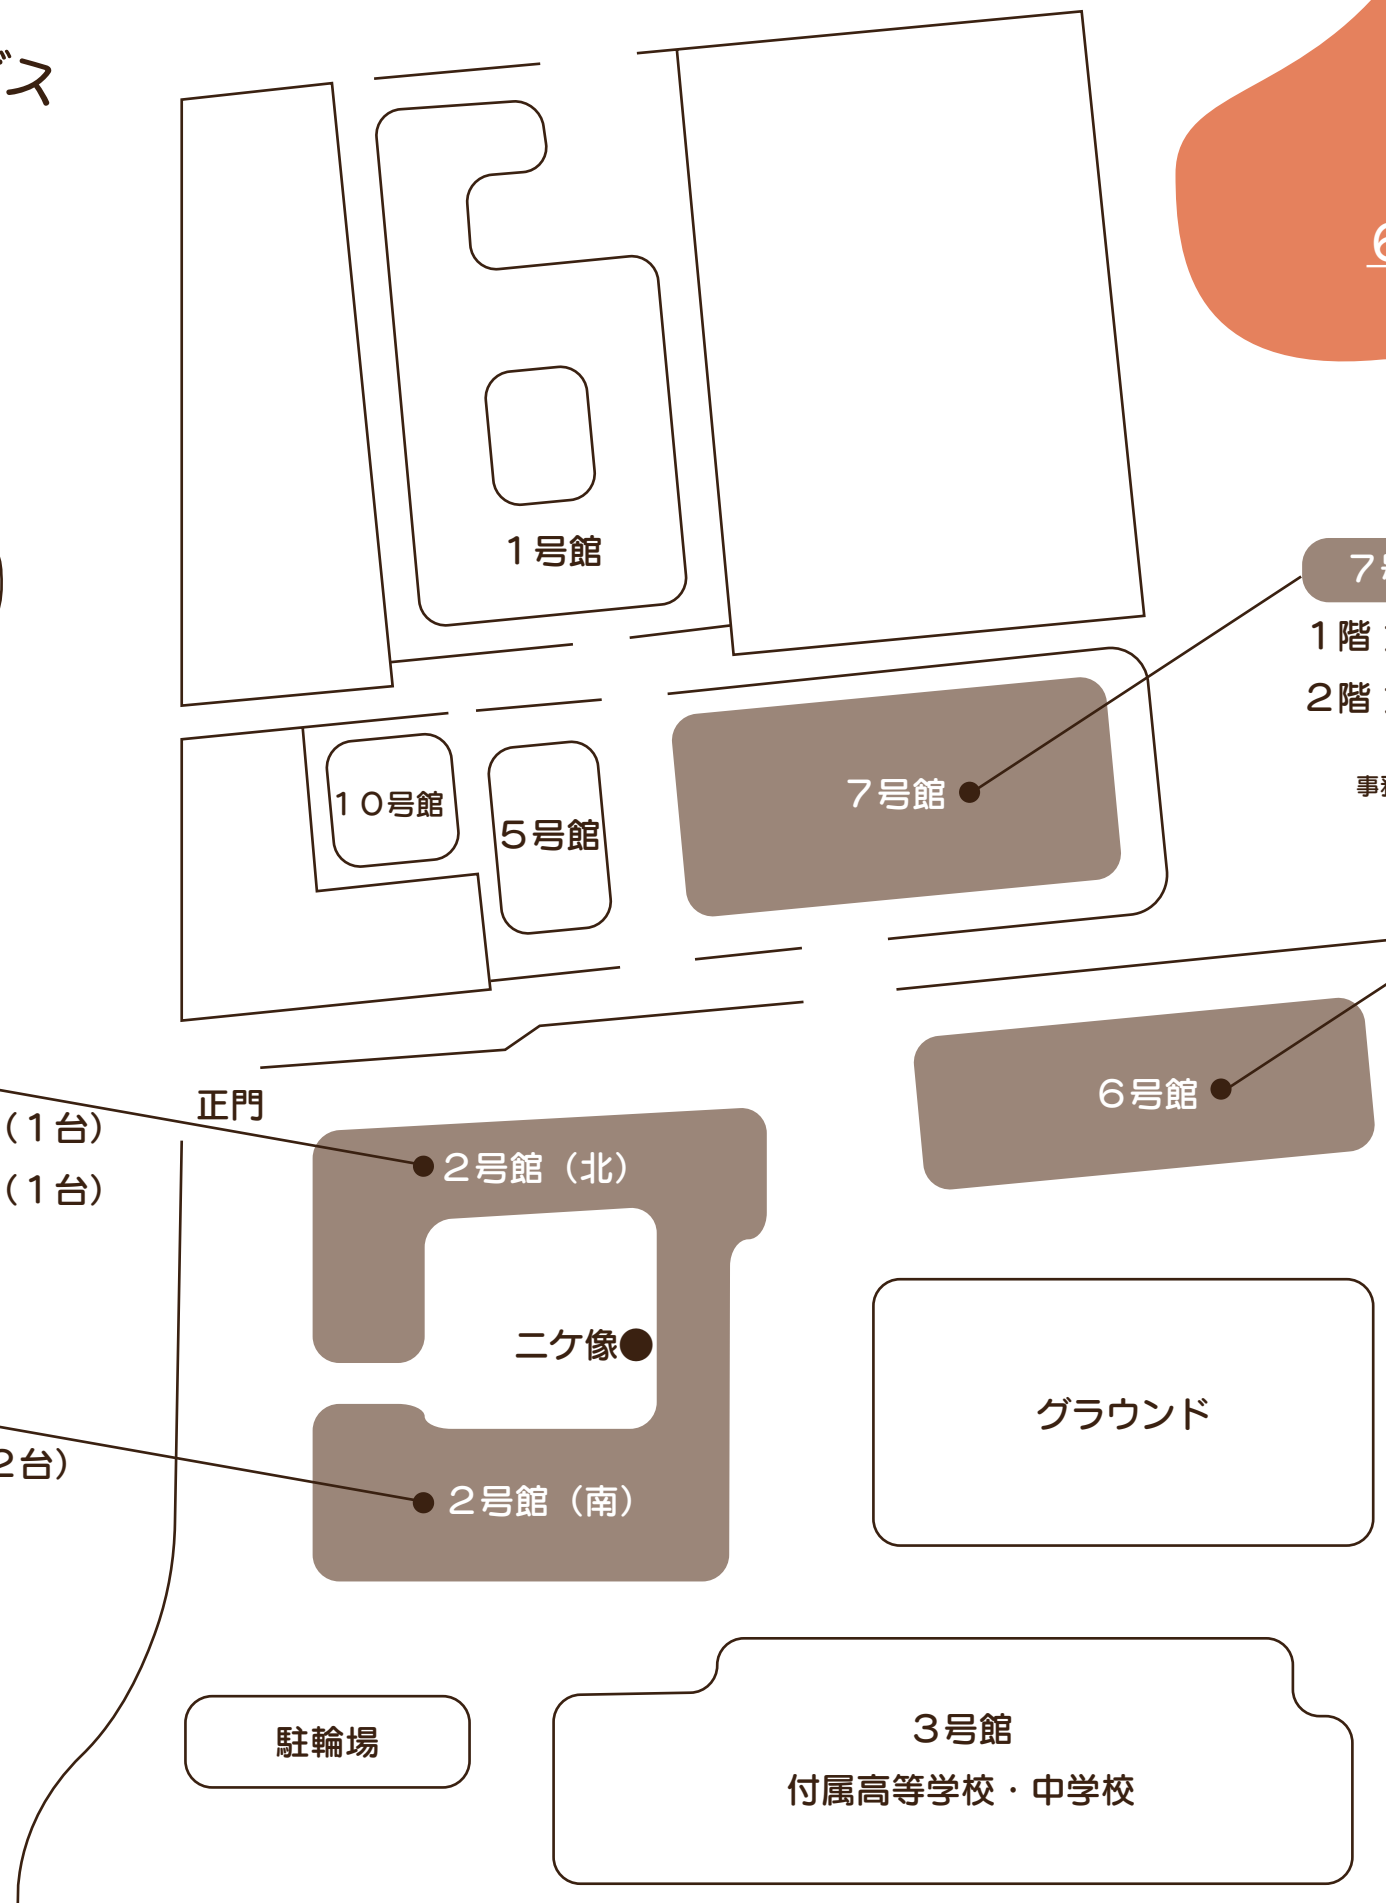 １号館
１階
２階
１０号館
５号館
７号館
正門
（１台）
（１台）
２号館（北）
６号館
ニケ像
グラウンド
２台）
２号館（南）
駐輪場
３号館
付属高等学校・中学校